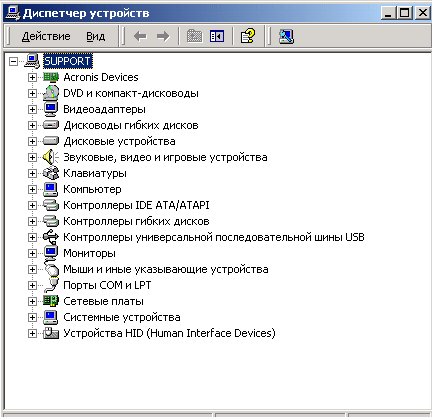 Диспетчер устройств
Действие Вид
SUPPORT
Acronis Devices
DVD и компакт-дисководы
Видеоадаптеры
Дисководы гибких дисков
Дисковые устройства
Звуковые, видео и игровые устройства
Клавиатуры
Компьютер
Контроллеры IDE ATA/ATAPI
Контроллеры гибких дисков
Контроллеры универсальной последовательной шины USB
Мониторы
Мыши и иные указывающие устройства
Порты COM и LPT
Сетевые платы
Системные устройства
Устройства HID (Human Interface Devices)